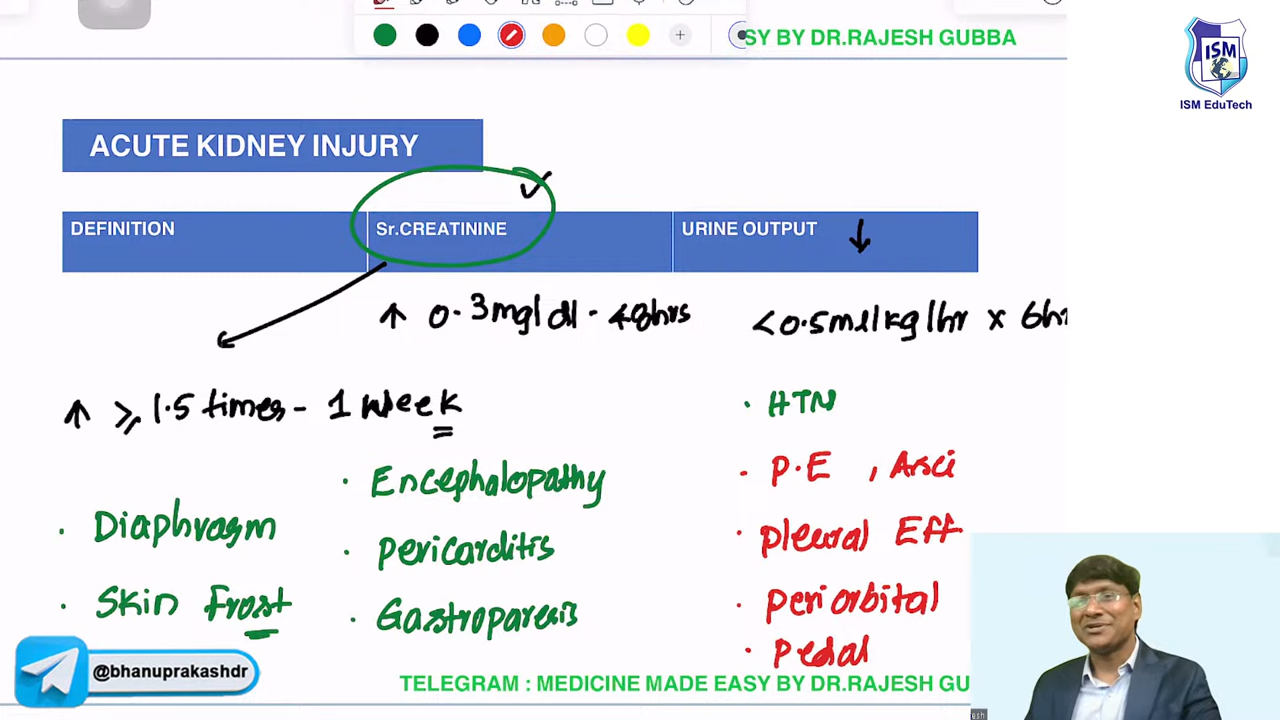 SY BY DR.RAJESH GUBBA
ISM
ISM EduTech
ACUTE KIDNEY INJURY
DEFINITION
Sr.CREATININE
URINE OUTPUT ↓
↑ 0.3mg/dl. 48hrs
<0.5ml/kg/hr x 6hr
↑ ≥ 1.5 times - 1 week
. HTN
. Encephalopathy
. P.E , Asci
. Diaphragm
. Pericarditis
. Pleural Eff
. Skin Frost
. Gastroparesis
. Periorbital
. Pedal
@bhanuprakashdr
TELEGRAM : MEDICINE MADE EASY BY DR.RAJESH GU